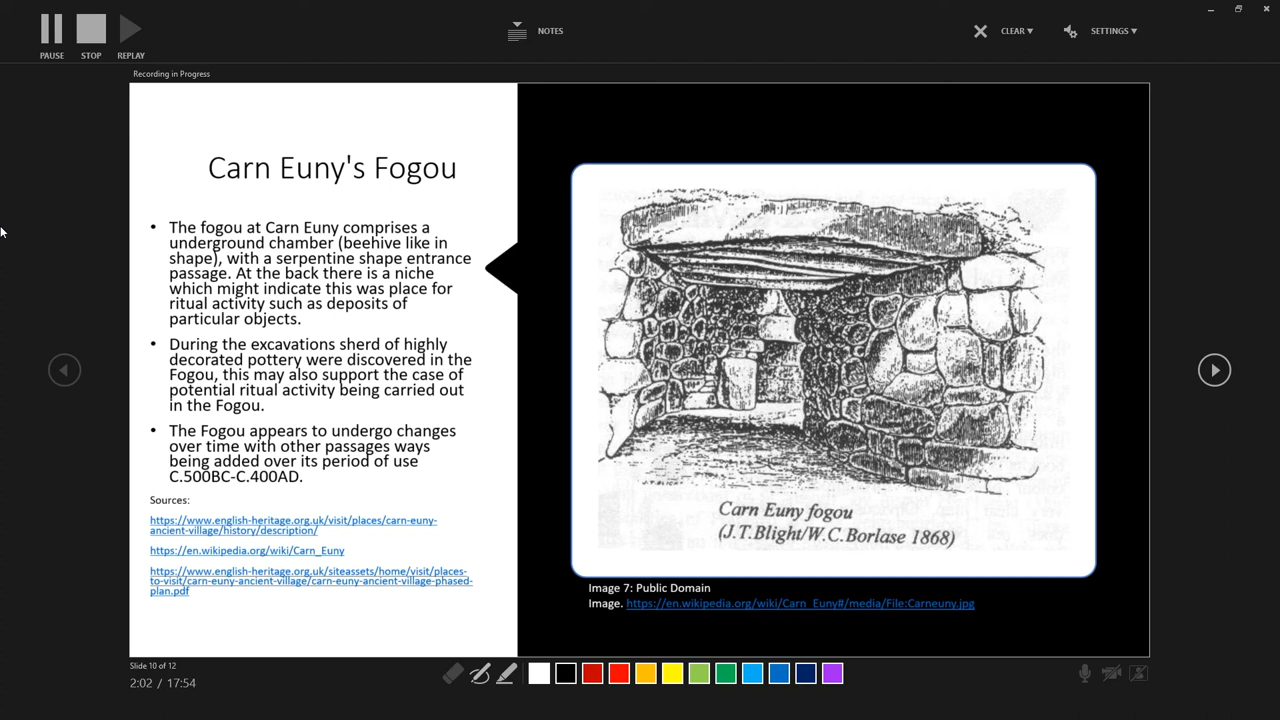 PAUSE STOP REPLAY
NOTES
CLEAR
SETTINGS
Recording in Progress
Carn Euny's Fogou
• The fogou at Carn Euny comprises a
underground chamber (beehive like in
shape), with a serpentine shape entrance
passage. At the back there is a niche
which might indicate this was place for
ritual activity such as deposits of
particular objects.
• During the excavations sherd of highly
decorated pottery were discovered in the
Fogou, this may also support the case of
potential ritual activity being carried out
in the Fogou.
• The Fogou appears to undergo changes
over time with other passages ways
being added over its period of use
C.500BC-C.400AD.
Sources:
https://www.english-heritage.org.uk/visit/places/carn-euny-
ancient-village/history/description/
https://en.wikipedia.org/wiki/Carn_Euny
https://www.english-heritage.org.uk/siteassets/home/visit/places-
to-visit/carn-euny-ancient-village/carn-euny-ancient-village-phased-
plan.pdf
Carn Euny fogou
(J.T.Blight/W.C.Borlase 1868)
Image 7: Public Domain
Image. https://en.wikipedia.org/wiki/Carn_Euny#/media/File:Carneuny.jpg
Slide 10 of 12
2:02 / 17:54